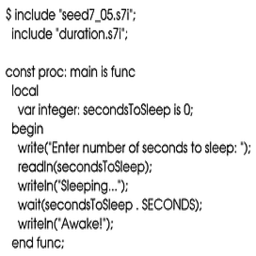 $ include "seed7_05.s7i";
  include "duration.s7i";

const proc: main is func
  local
    var integer: secondsToSleep is 0;
  begin
    write("Enter number of seconds to sleep: ");
    readln(secondsToSleep);
    writeln("Sleeping...");
    wait(secondsToSleep . SECONDS);
    writeln("Awake!");
  end func;